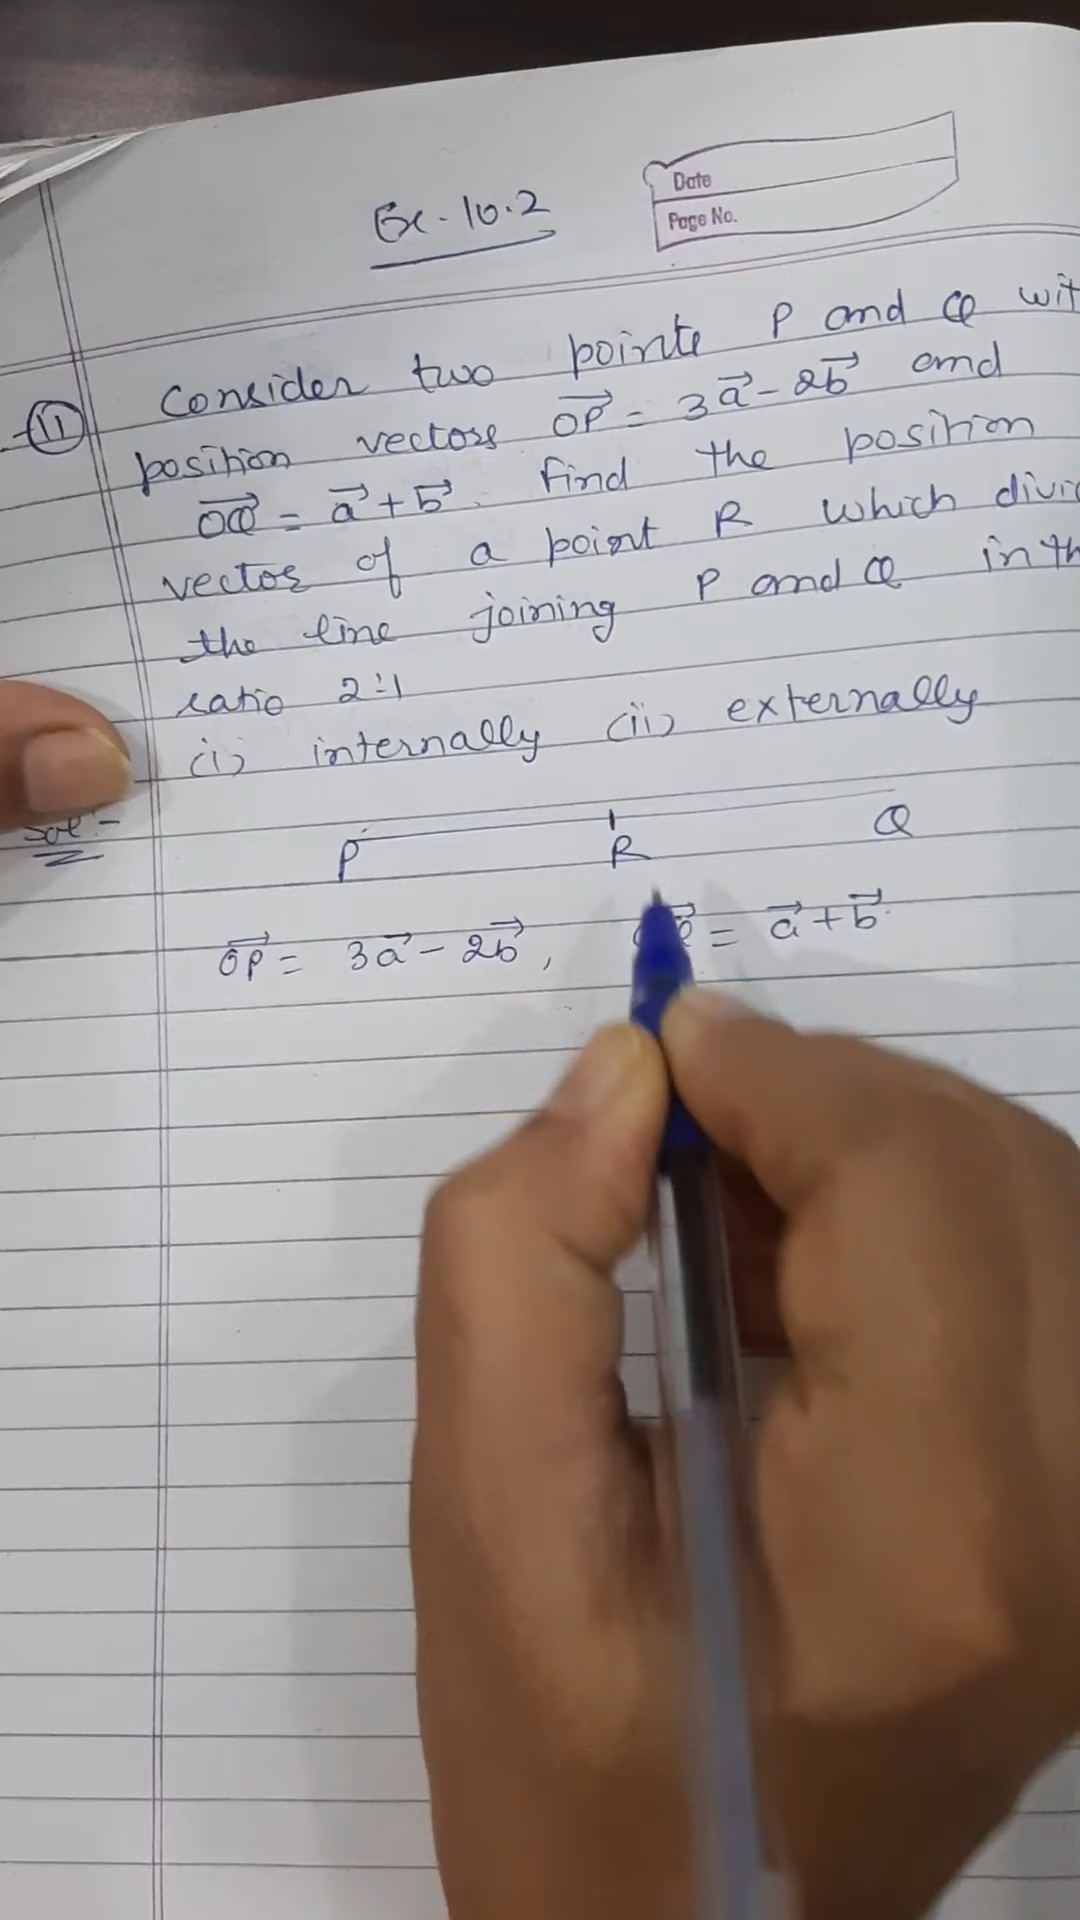 Ex-10.2
Date
Page No.
(11) Consider two points P and Q wit
position vectors OP→ = 3a→ - 2b→ and
OQ→ = a→ + b→. find the position
vector of a point R which divid
the line joining P and Q in th
ratio 2:1
(i) internally (ii) externally
Sol:-
P R Q
OP→ = 3a→ - 2b→, = a→ + b→.